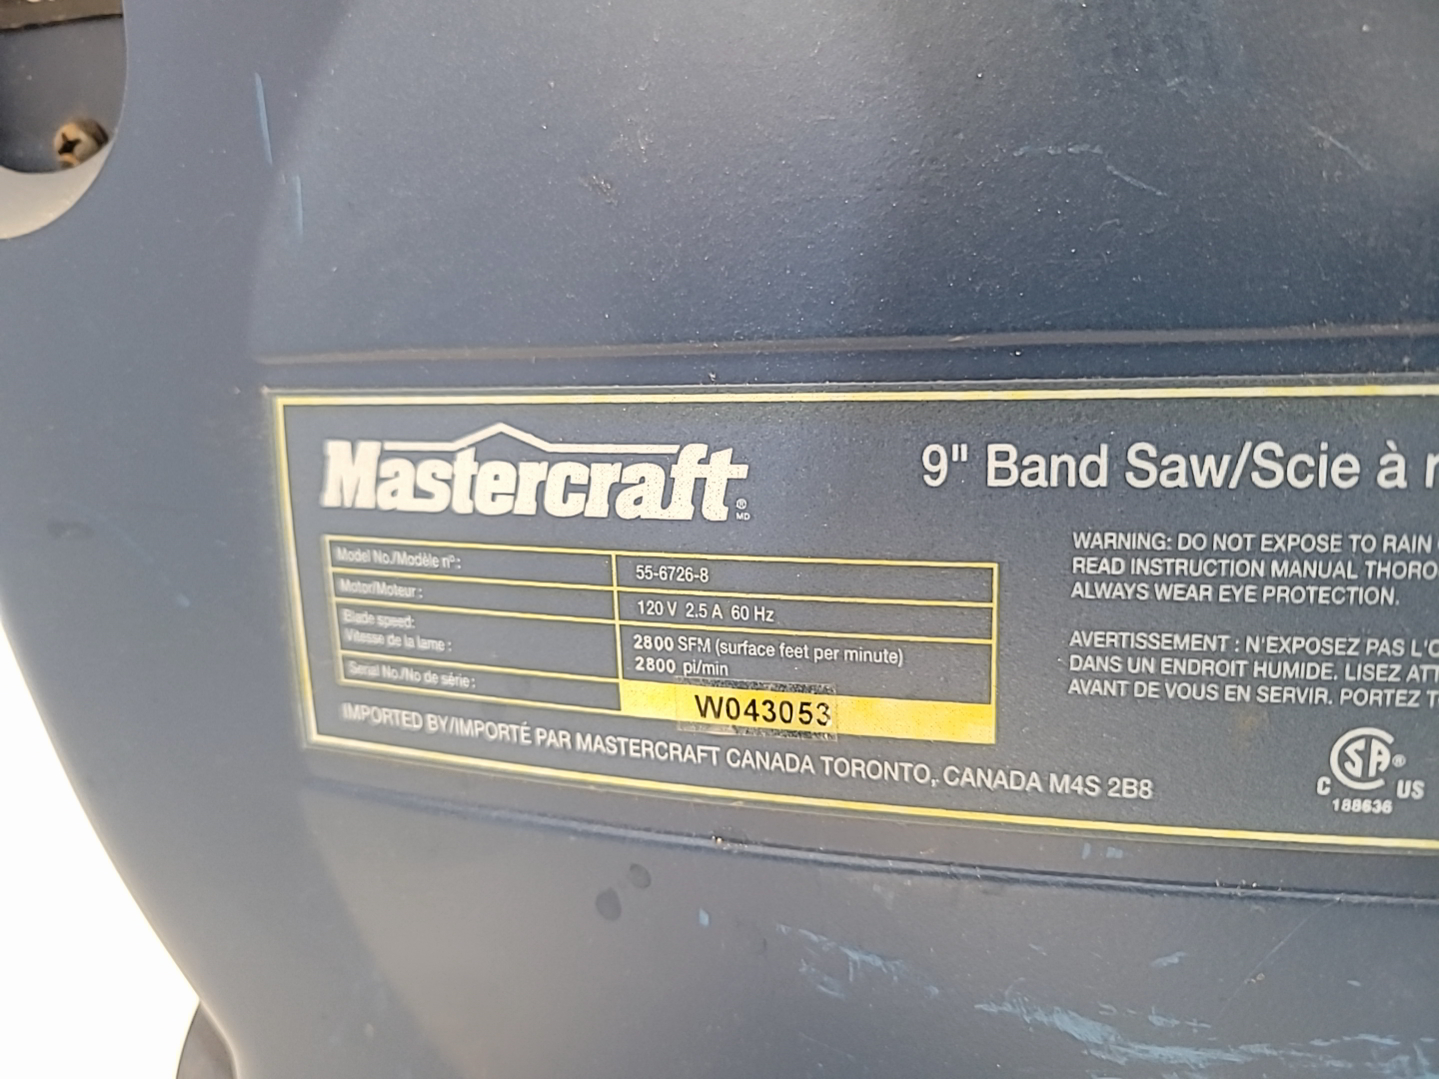 Mastercraft®
MD
9" Band Saw/Scie à
Model No./Modèle nº: 55-6726-8
Motor/Moteur: 120 V 2.5 A 60 Hz
Blade speed: 2800 SFM (surface feet per minute)
Vitesse de la lame: 2800 pi/min
Serial No./No de série: W043053
IMPORTED BY/IMPORTÉ PAR MASTERCRAFT CANADA TORONTO, CANADA M4S 2B8
WARNING: DO NOT EXPOSE TO RAIN
READ INSTRUCTION MANUAL THORO
ALWAYS WEAR EYE PROTECTION.
AVERTISSEMENT : N'EXPOSEZ PAS L'
DANS UN ENDROIT HUMIDE. LISEZ ATT
AVANT DE VOUS EN SERVIR. PORTEZ
C SA® US
188636